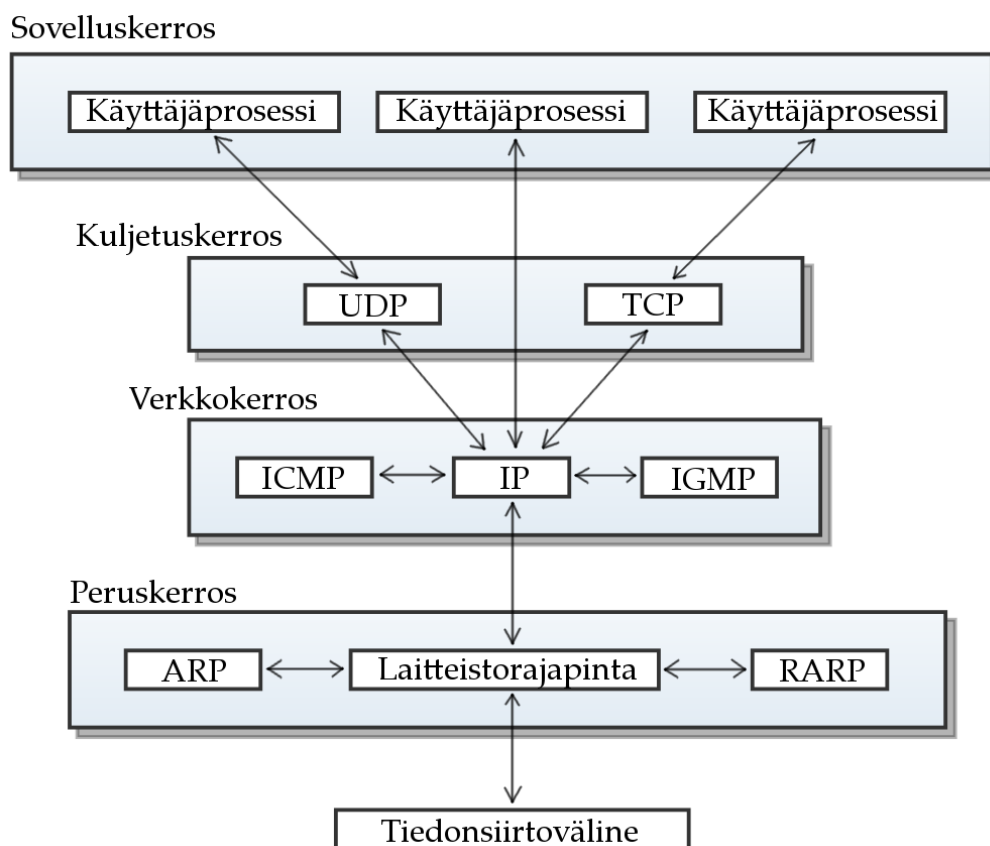 Sovelluskerros
Käyttäjäprosessi Käyttäjäprosessi Käyttäjäprosessi
Kuljetuskerros
UDP TCP
Verkkokerros
ICMP IP IGMP
Peruskerros
ARP Laitteistorajapinta RARP
Tiedonsiirtoväline